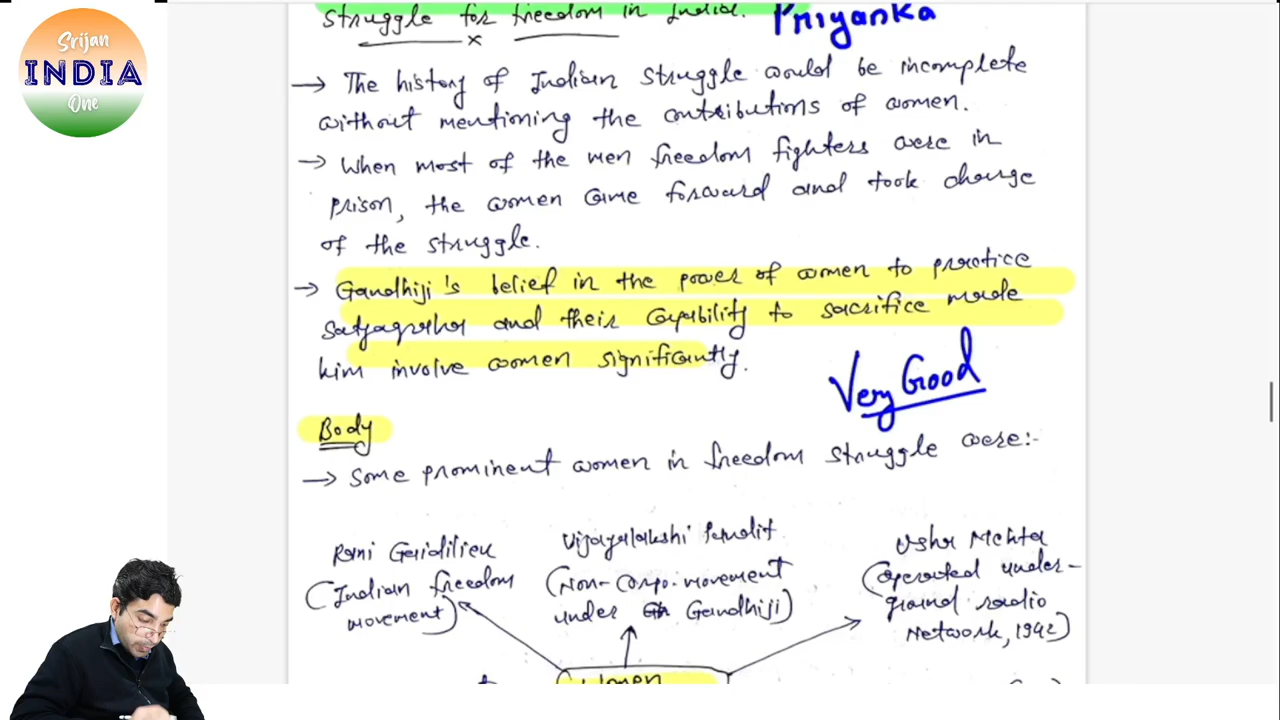 Srijan
INDIA
One
struggle for freedom in India. Priyanka
→ The history of Indian struggle would be incomplete
without mentioning the contributions of women.
→ When most of the men freedom fighters were in
prison, the women came forward and took charge
of the struggle.
→ Gandhiji's belief in the power of women to practice
satyagraha and their capability to sacrifice made
him involve women significantly.
Very Good
Body
→ Some prominent women in freedom struggle were:-
Rani Gaidilieu
(Indian freedom
movement)
Vijayalakshi Pandit
(Non-corpo. movement
under Gandhiji)
Usha Mehta
(operated under-
ground radio
Network, 1942)
Women